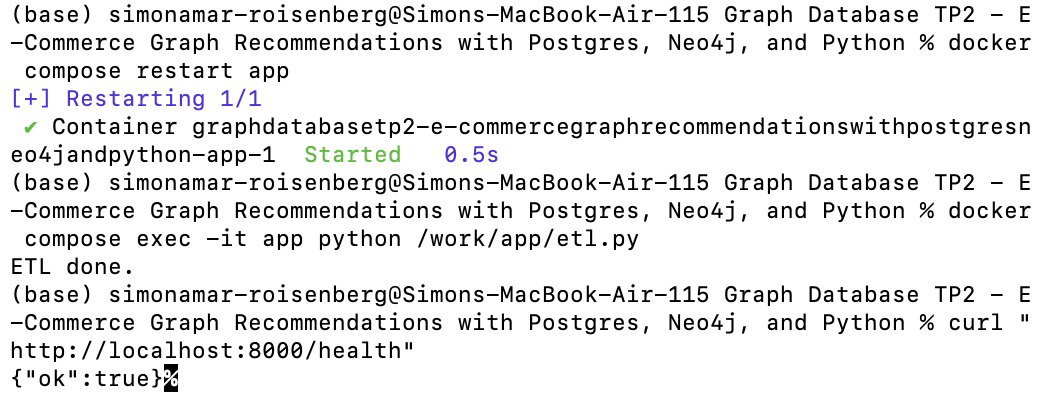 (base) simonamar-roisenberg@Simons-MacBook-Air-115 Graph Database TP2 - E
-Commerce Graph Recommendations with Postgres, Neo4j, and Python % docker
 compose restart app
[+] Restarting 1/1
 ✔ Container graphdatabasetp2-e-commercegraphrecommendationswithpostgresn
eo4jandpython-app-1  Started   0.5s
(base) simonamar-roisenberg@Simons-MacBook-Air-115 Graph Database TP2 - E
-Commerce Graph Recommendations with Postgres, Neo4j, and Python % docker
 compose exec -it app python /work/app/etl.py
ETL done.
(base) simonamar-roisenberg@Simons-MacBook-Air-115 Graph Database TP2 - E
-Commerce Graph Recommendations with Postgres, Neo4j, and Python % curl "
http://localhost:8000/health"
{"ok":true}%